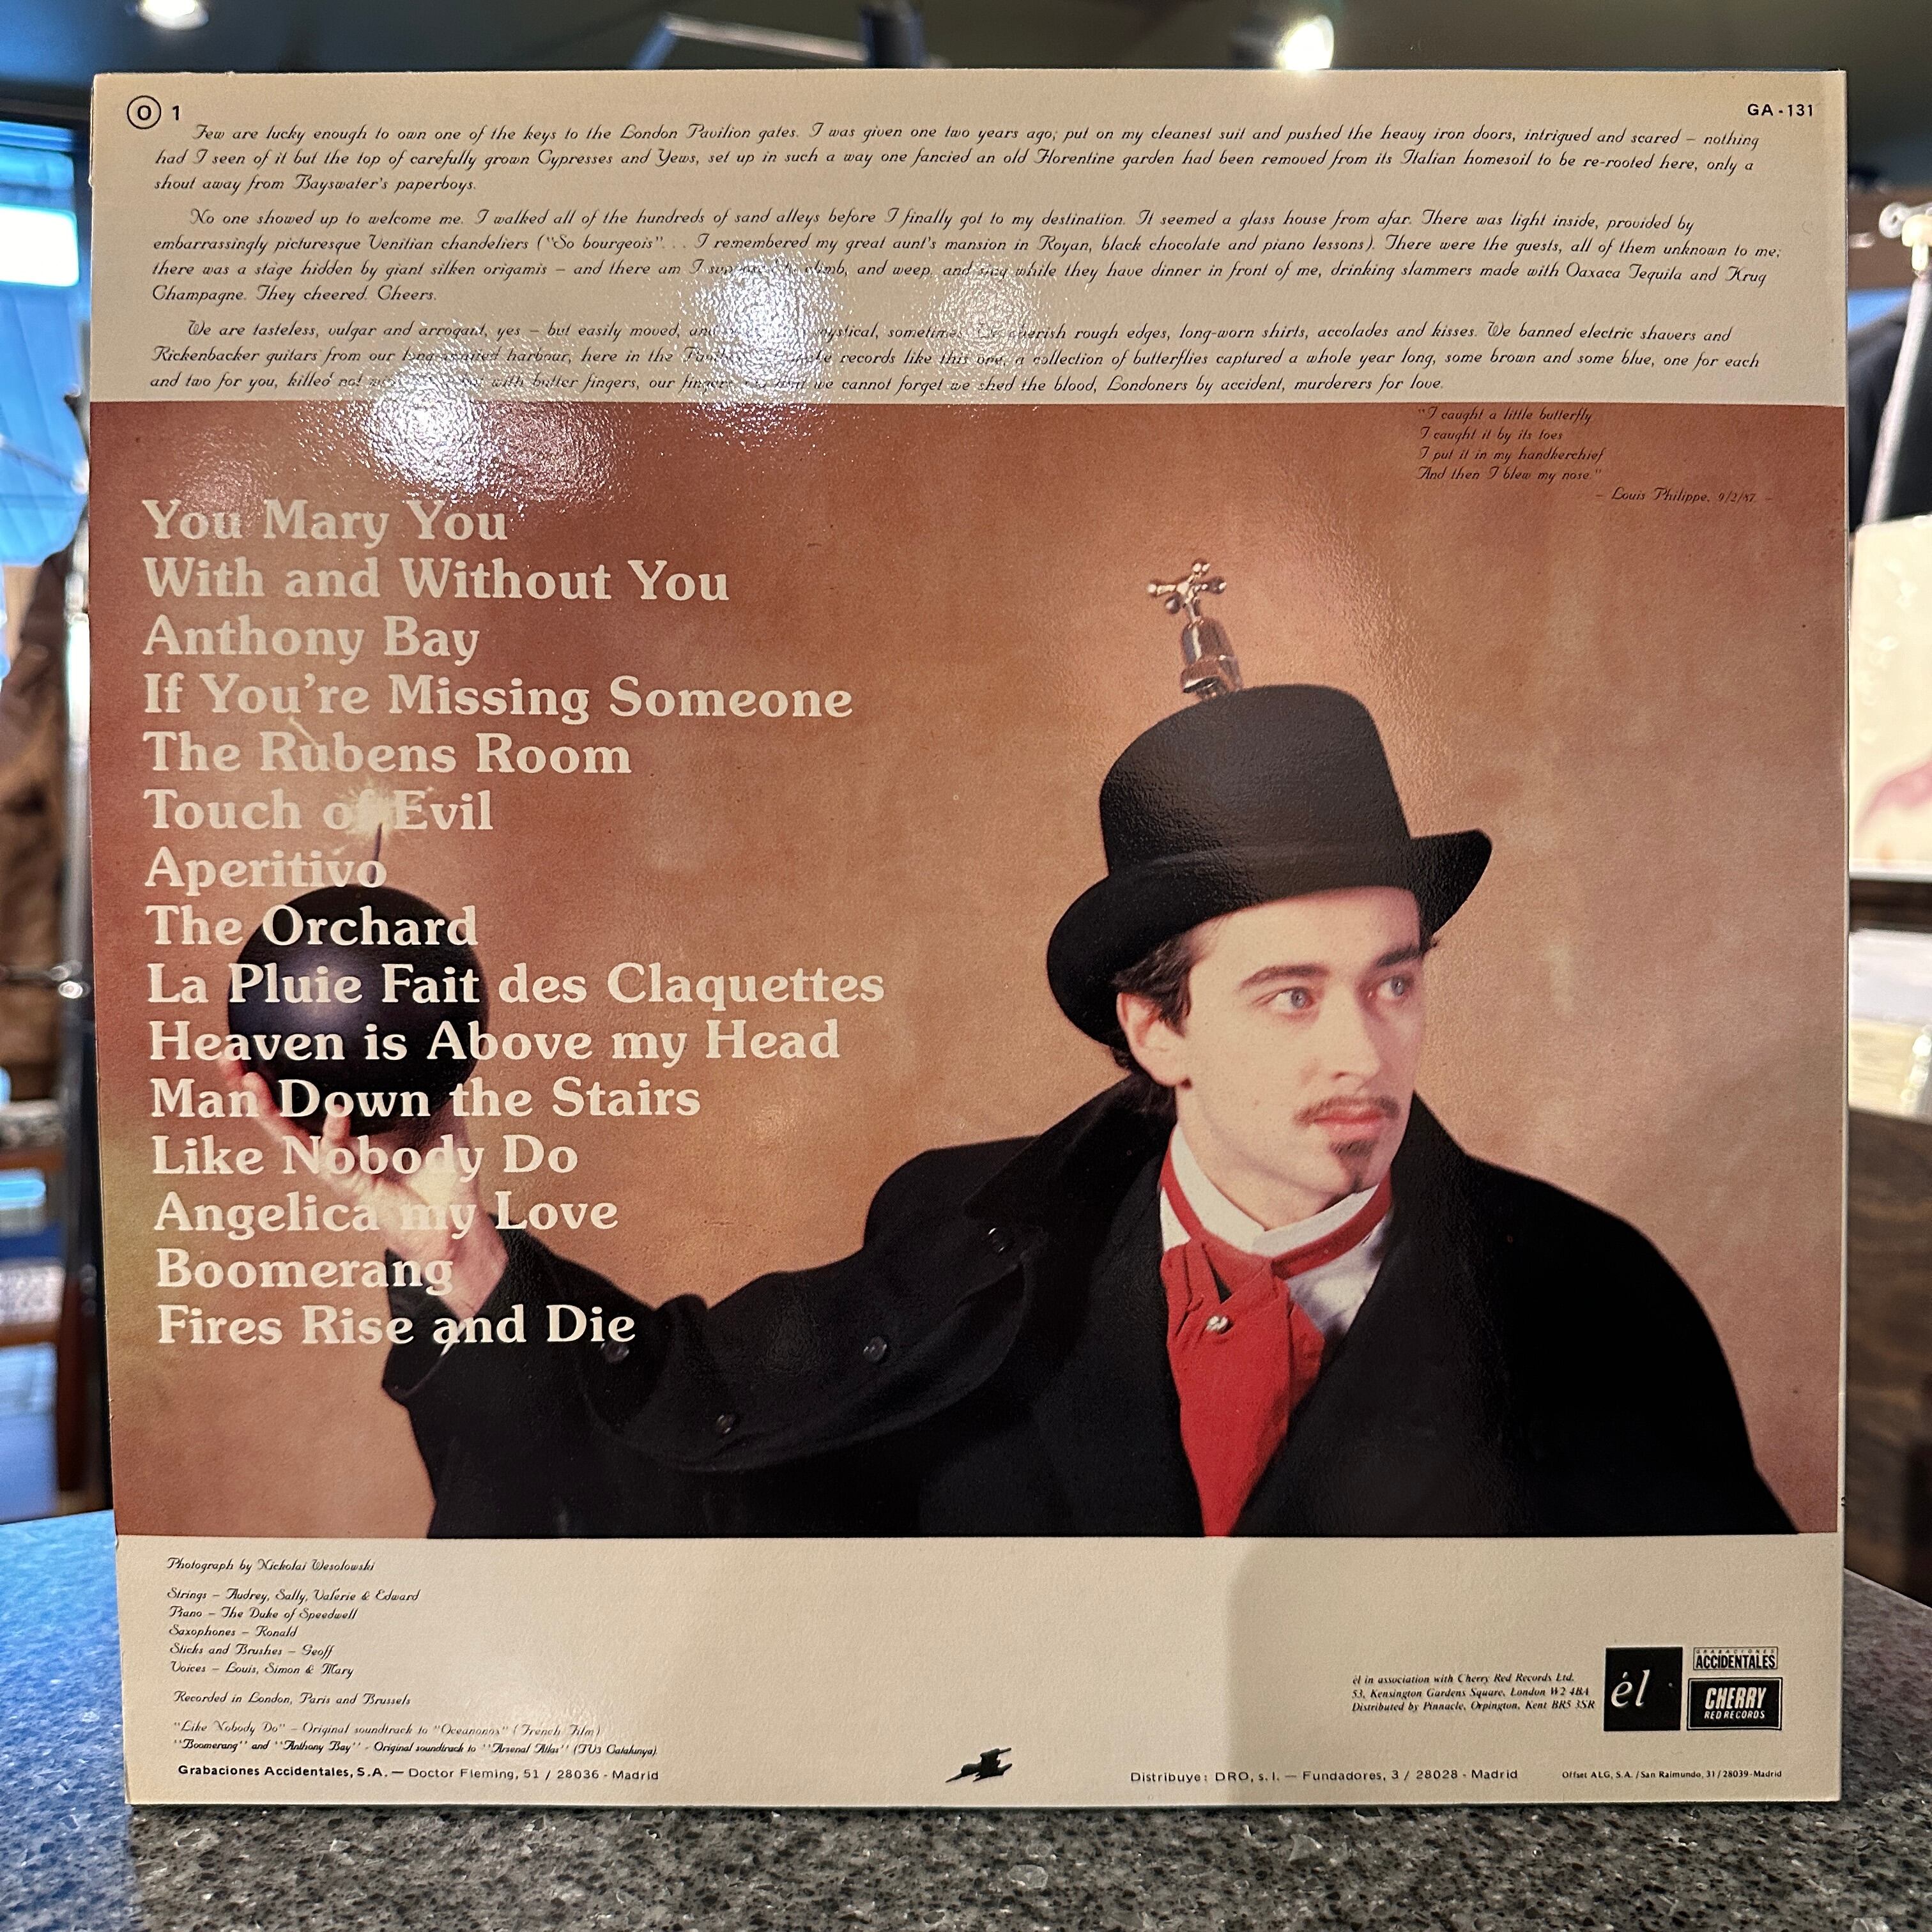 O 1
GA-131
Few are lucky enough to own one of the keys to the London Pavilion gates. I was given one two years ago; put on my cleanest suit and pushed the heavy iron doors, intrigued and scared – nothing
had I seen of it but the top of carefully grown Cypresses and Yews, set up in such a way one fancied an old Florentine garden had been removed from its Italian homesoil to be re-rooted here, only a
shout away from Bayswater's paperboys.
No one showed up to welcome me. I walked all of the hundreds of sand alleys before I finally got to my destination. It seemed a glass house from afar. There was light inside, provided by
embarrassingly picturesque Venitian chandeliers ("So bourgeois". . . I remembered my great aunt's mansion in Royan, black chocolate and piano lessons). There were the guests, all of them unknown to me;
there was a stage hidden by giant silken origamis – and there am I climb, and weep, and while they have dinner in front of me, drinking slammers made with Oaxaca Tequila and Krug
Champagne. They cheered. Cheers.
We are tasteless, vulgar and arrogant, yes – but easily moved, and mystical, sometimes. We cherish rough edges, long-worn shirts, accolades and kisses. We banned electric shavers and
Rickenbacker guitars from our harbour, here in the records like this one, a collection of butterflies captured a whole year long, some brown and some blue, one for each
and two for you, killed not with butter fingers, our fingers we cannot forget we shed the blood, Londoners by accident, murderers for love.
"I caught a little butterfly
I caught it by its toes
I put it in my handkerchief
And then I blew my nose."
– Louis Philippe, 9/2/87. –
You Mary You
With and Without You
Anthony Bay
If You're Missing Someone
The Rubens Room
Touch of Evil
Aperitivo
The Orchard
La Pluie Fait des Claquettes
Heaven is Above my Head
Man Down the Stairs
Like Nobody Do
Angelica my Love
Boomerang
Fires Rise and Die
Photograph by Nickolai Wesolowski
Strings – Audrey, Sally, Valerie & Edward
Piano – The Duke of Speedwell
Saxophones – Ronald
Sticks and Brushes – Geoff
Voices – Louis, Simon & Mary
Recorded in London, Paris and Brussels
"Like Nobody Do" – Original soundtrack to "Oceanonos" (French Film)
"Boomerang" and "Anthony Bay" - Original soundtrack to "Arsenal Atlas" (TV3 Catalunya).
él in association with Cherry Red Records Ltd.
53, Kensington Gardens Square, London W2 4BA
Distributed by Pinnacle, Orpington, Kent BR5 3SR
él
GRABACIONES
ACCIDENTALES
CHERRY
RED RECORDS
Grabaciones Accidentales, S.A. — Doctor Fleming, 51 / 28036 - Madrid
Distribuye: DRO, s. l. — Fundadores, 3 / 28028 - Madrid
Offset ALG, S.A. /San Raimundo, 31/28039-Madrid